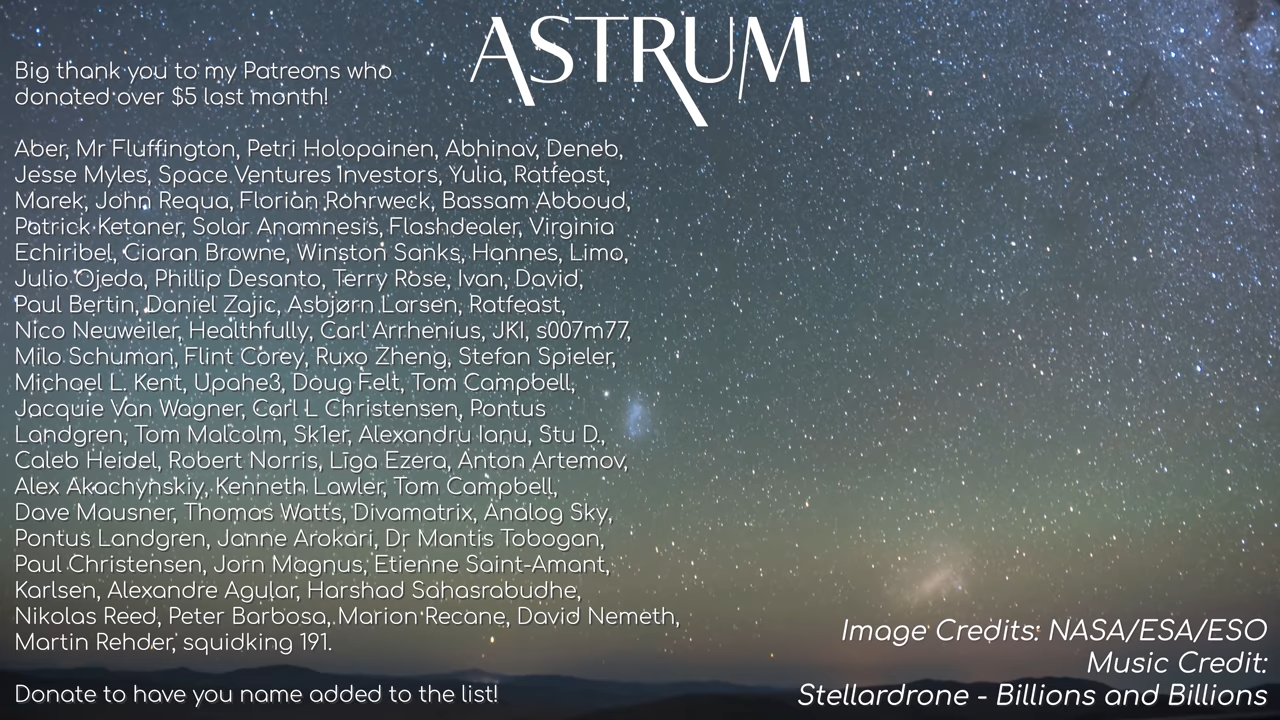 ASTRUM
Big thank you to my Patreons who
donated over $5 last month!
Aber, Mr Fluffington, Petri Holopainen, Abhinav, Deneb,
Jesse Myles, Space Ventures Investors, Yulia, Ratfeast,
Marek, John Requa, Florian Rohrweck, Bassam Abboud,
Patrick Ketaner, Solar Anamnesis, Flashdealer, Virginia
Echiribel, Ciaran Browne, Winston Sanks, Hannes, Limo,
Julio Ojeda, Phillip Desanto, Terry Rose, Ivan, David,
Paul Bertin, Daniel Zajic, Asbjørn Larsen, Ratfeast,
Nico Neuweiler, Healthfully, Carl Arrhenius, JKI, s007m77,
Milo Schuman, Flint Corey, Ruxo Zheng, Stefan Spieler,
Michael L. Kent, Upahe3, Doug Felt, Tom Campbell,
Jacquie Van Wagner, Carl L Christensen, Pontus
Landgren, Tom Malcolm, Sk1er, Alexandru Ianu, Stu D.,
Caleb Heidel, Robert Norris, Līga Ezera, Anton Artemov,
Alex Akachynskiy, Kenneth Lawler, Tom Campbell,
Dave Mausner, Thomas Watts, Divamatrix, Analog Sky,
Pontus Landgren, Janne Arokari, Dr Mantis Tobogan,
Paul Christensen, Jorn Magnus, Etienne Saint-Amant,
Karlsen, Alexandre Agular, Harshad Sahasrabudhe,
Nikolas Reed, Peter Barbosa, Marion Recane, David Nemeth,
Martin Rehder, squidking 191.
Donate to have you name added to the list!
Image Credits: NASA/ESA/ESO
Music Credit:
Stellardrone - Billions and Billions